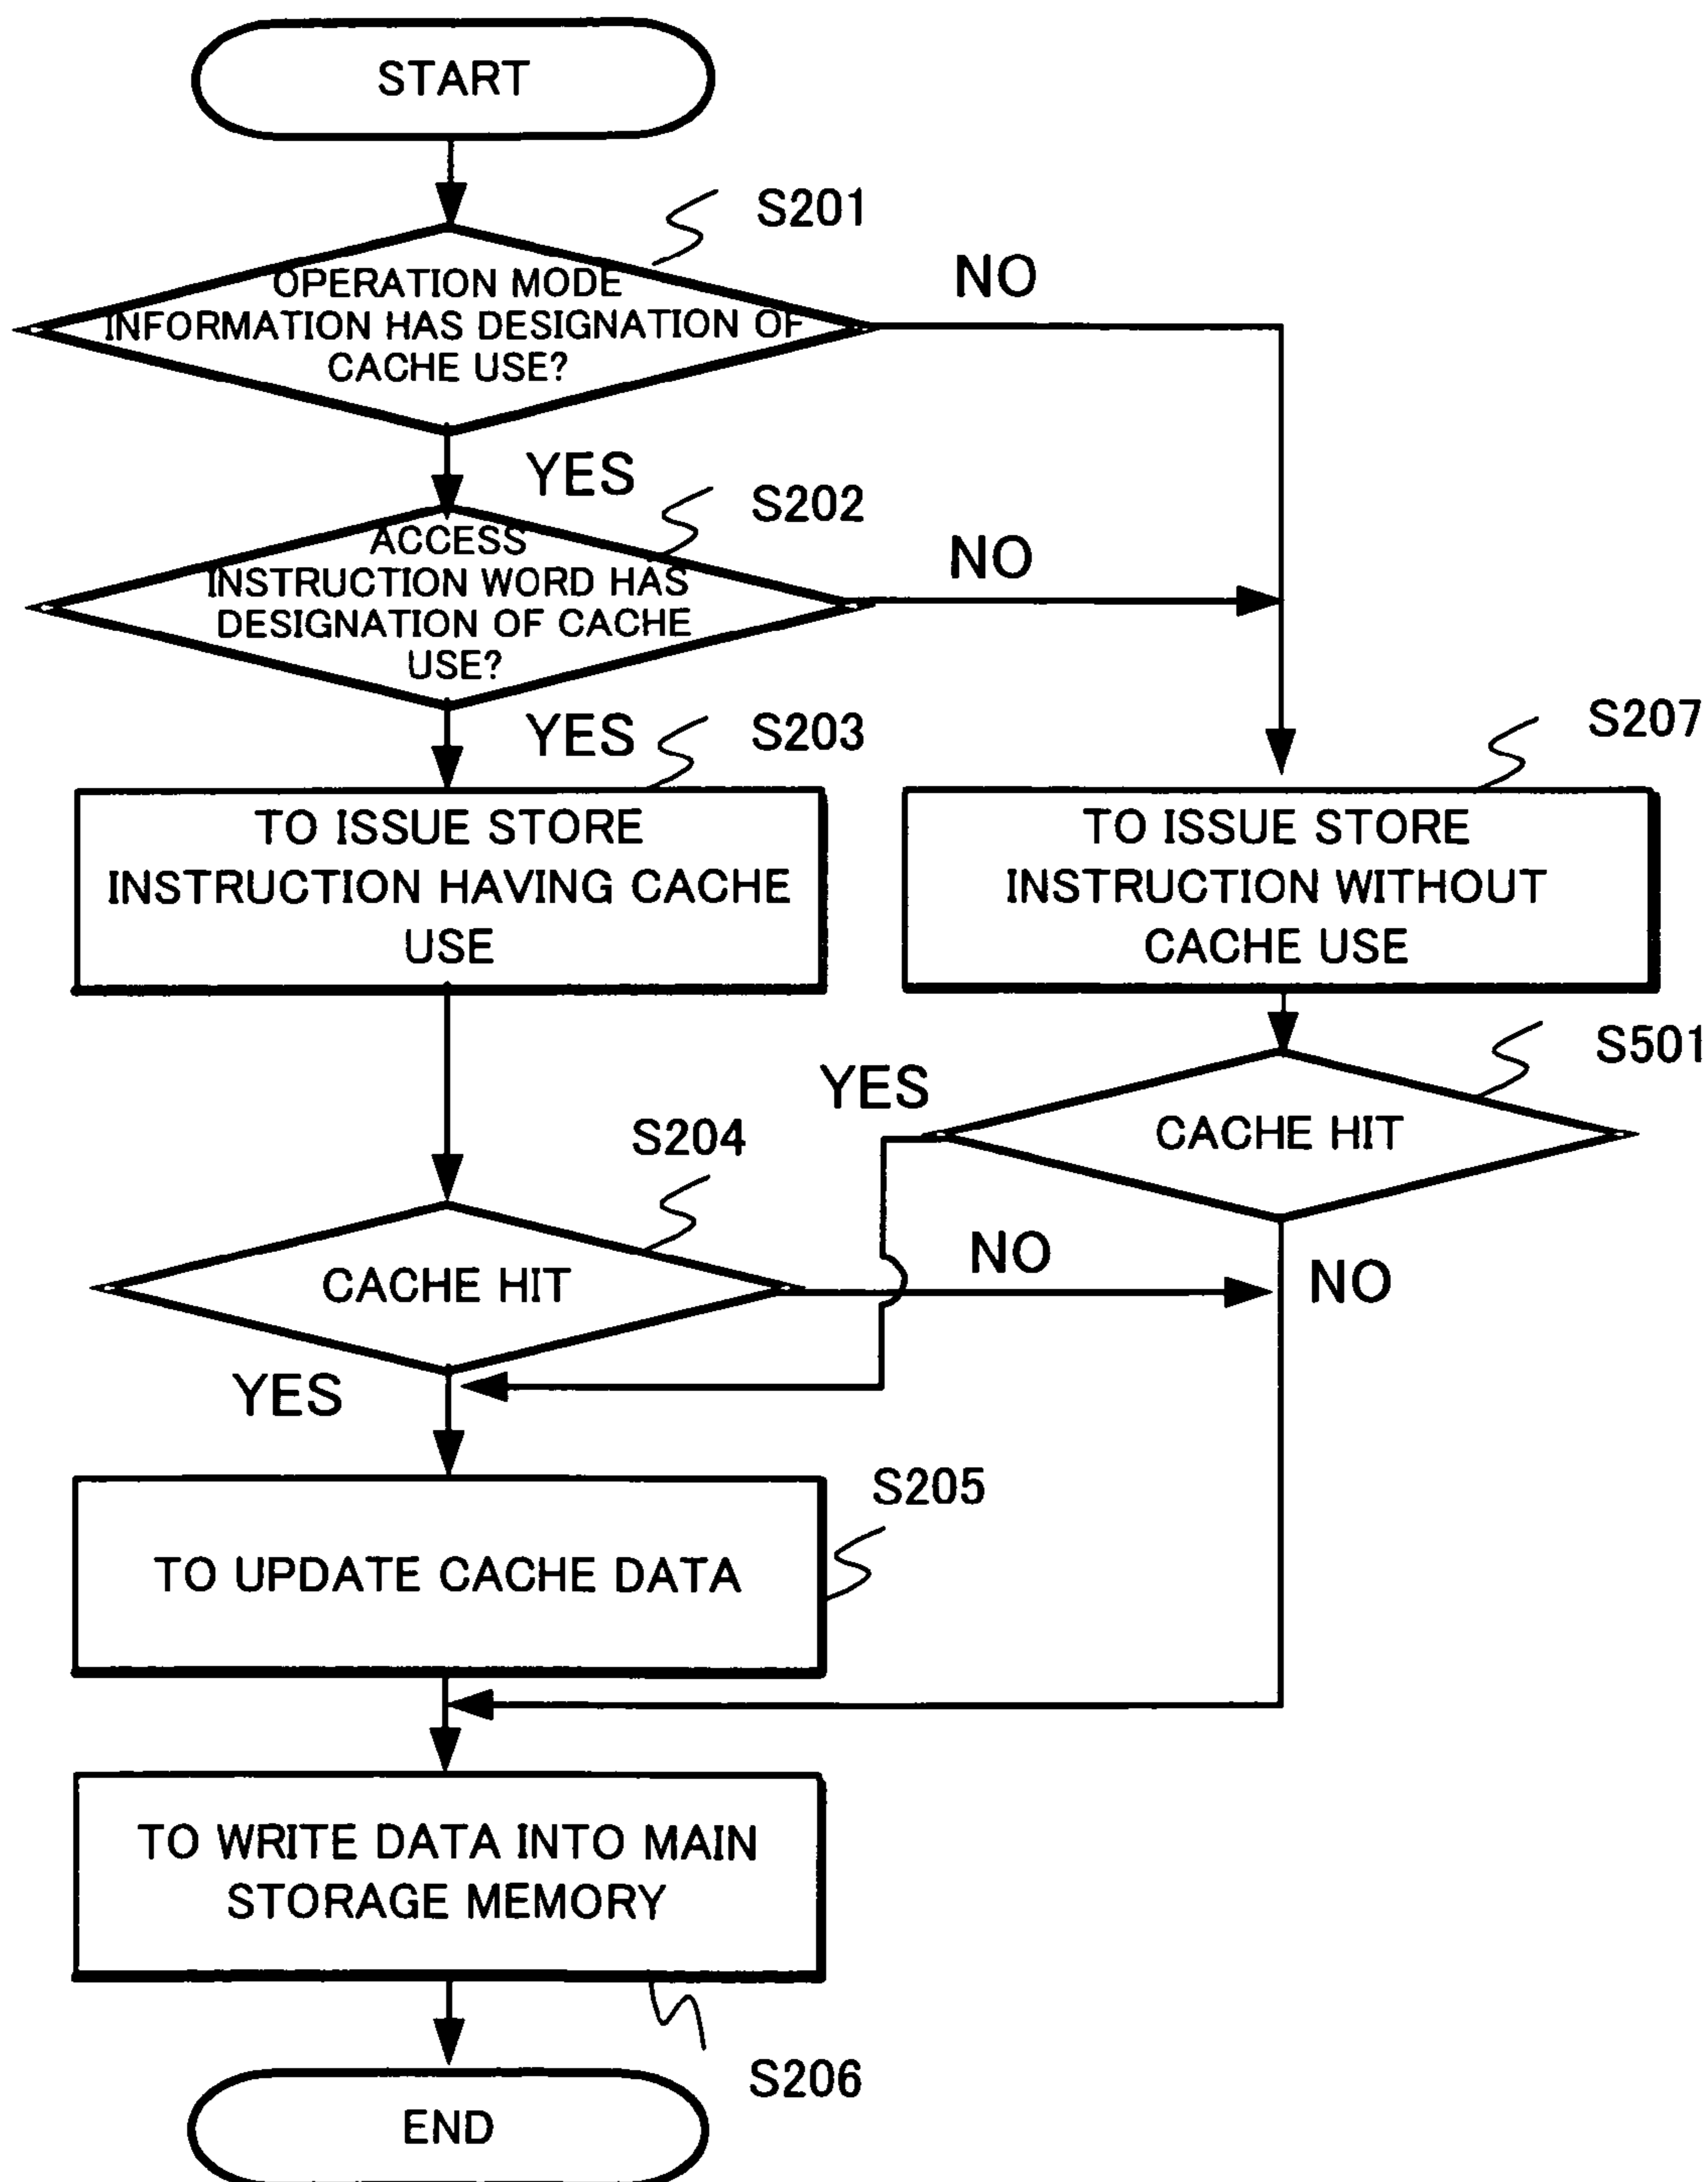 START
S201
OPERATION MODE
INFORMATION HAS DESIGNATION OF
CACHE USE?
NO
YES
S202
ACCESS
INSTRUCTION WORD HAS
DESIGNATION OF CACHE
USE?
NO
YES
S203
TO ISSUE STORE
INSTRUCTION HAVING CACHE
USE
S207
TO ISSUE STORE
INSTRUCTION WITHOUT
CACHE USE
S501
YES
CACHE HIT
NO
S204
CACHE HIT
NO
YES
S205
TO UPDATE CACHE DATA
TO WRITE DATA INTO MAIN
STORAGE MEMORY
S206
END